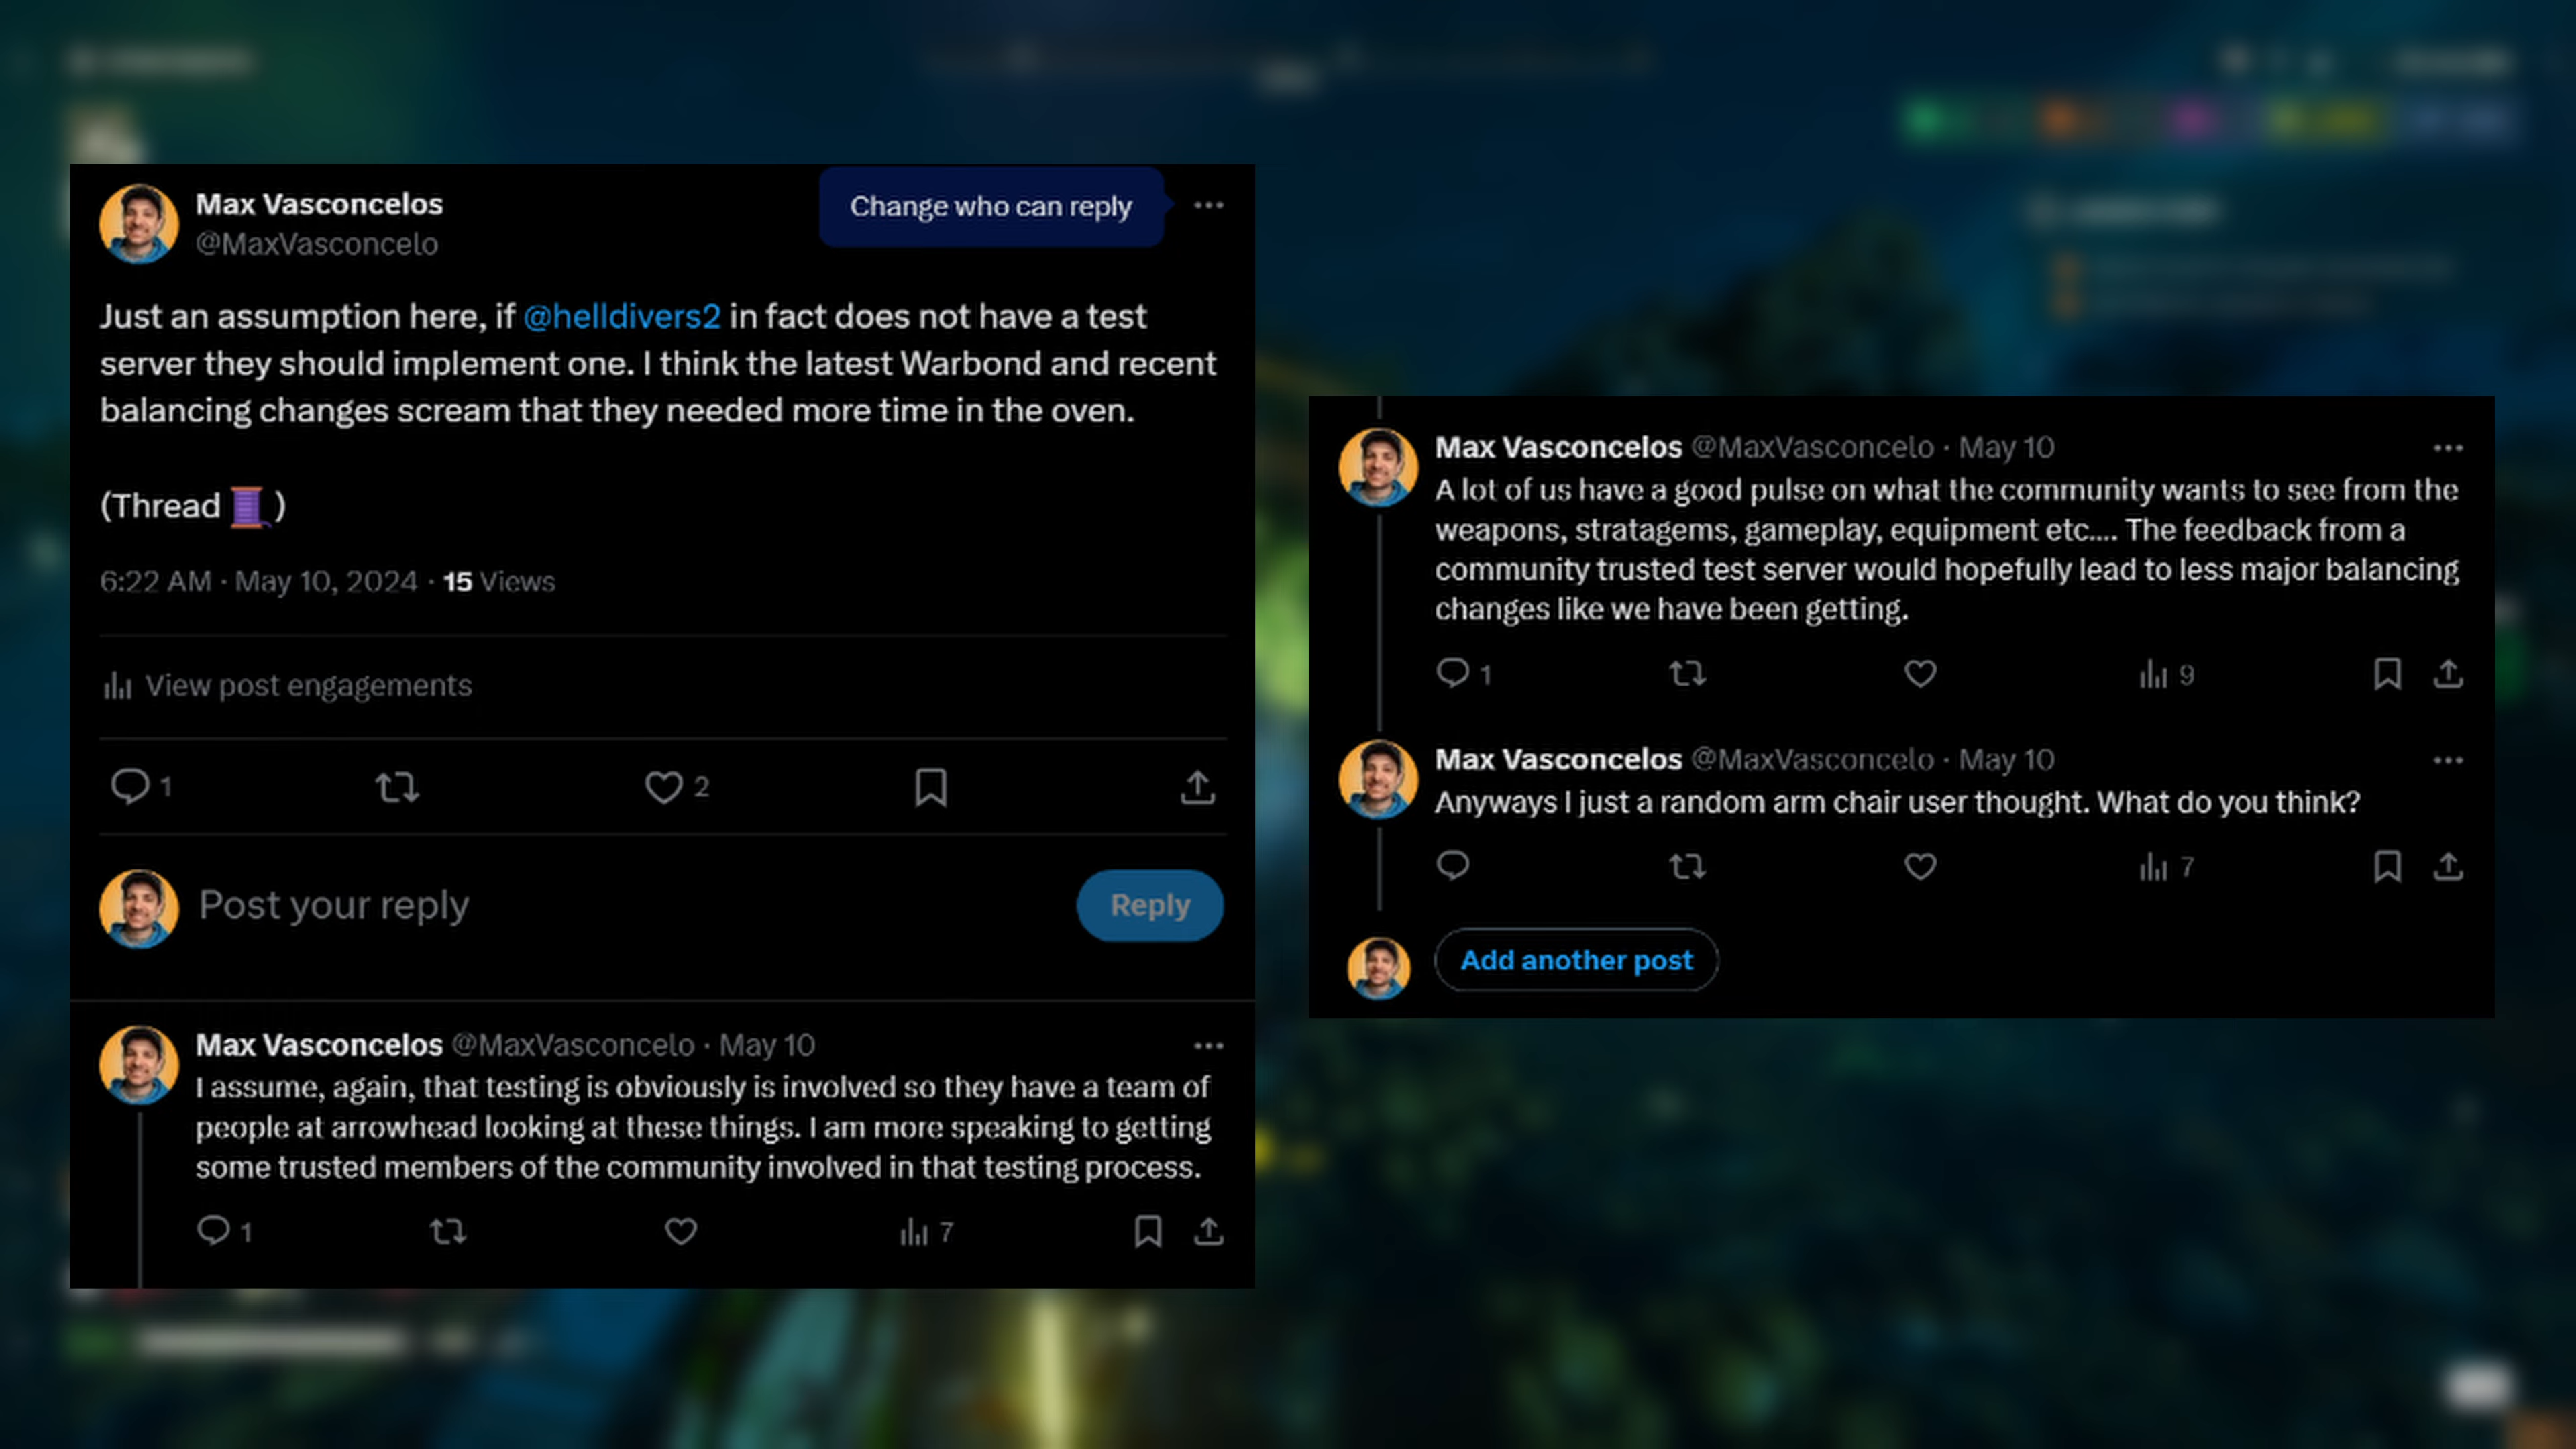 Max Vasconcelos
@MaxVasconcelo
Change who can reply
Just an assumption here, if @helldivers2 in fact does not have a test
server they should implement one. I think the latest Warbond and recent
balancing changes scream that they needed more time in the oven.
(Thread 🧵)
6:22 AM · May 10, 2024 · 15 Views
View post engagements
1 2
Post your reply
Reply
Max Vasconcelos @MaxVasconcelo · May 10
I assume, again, that testing is obviously is involved so they have a team of
people at arrowhead looking at these things. I am more speaking to getting
some trusted members of the community involved in that testing process.
1 7
Max Vasconcelos @MaxVasconcelo · May 10
A lot of us have a good pulse on what the community wants to see from the
weapons, stratagems, gameplay, equipment etc.... The feedback from a
community trusted test server would hopefully lead to less major balancing
changes like we have been getting.
1 9
Max Vasconcelos @MaxVasconcelo · May 10
Anyways I just a random arm chair user thought. What do you think?
7
Add another post